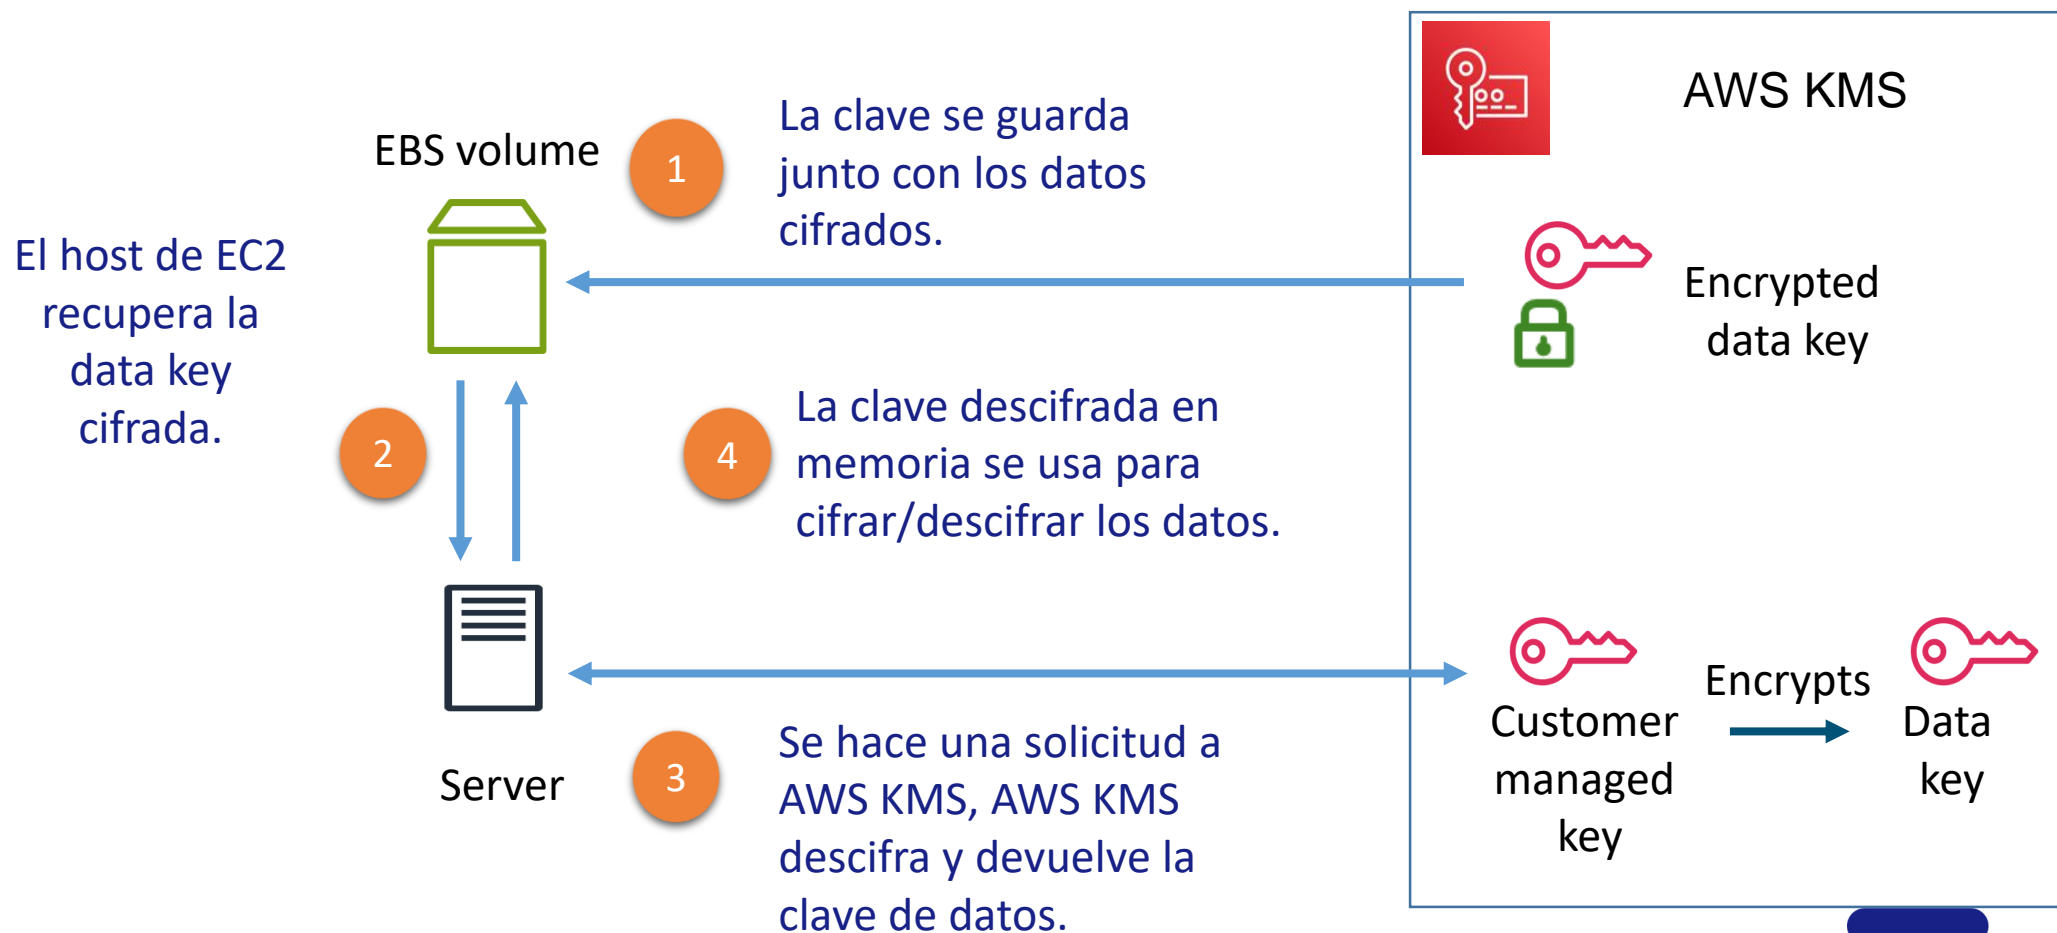 AWS KMS
EBS volume
1
La clave se guarda
junto con los datos
cifrados.
El host de EC2
recupera la
data key
cifrada.
Encrypted
data key
2
4
La clave descifrada en
memoria se usa para
cifrar/descifrar los datos.
Server
3
Se hace una solicitud a
AWS KMS, AWS KMS
descifra y devuelve la
clave de datos.
Customer
managed
key
Encrypts
Data
key